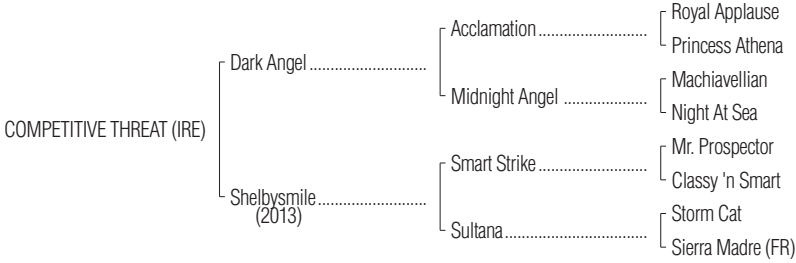 Royal Applause
Acclamation ..........................
Princess Athena
Dark Angel ............................
Machiavellian
Midnight Angel ....................
Night At Sea
COMPETITIVE THREAT (IRE)
Mr. Prospector
Smart Strike ..........................
Classy 'n Smart
Shelbysmile ..........................
(2013)
Storm Cat
Sultana ..................................
Sierra Madre (FR)